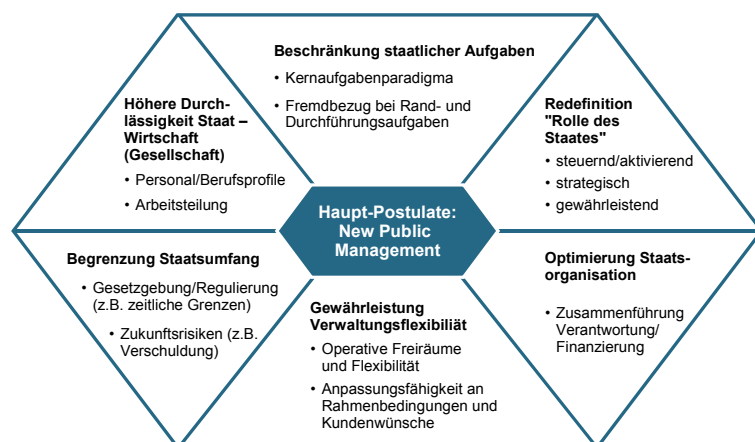 Beschränkung staatlicher Aufgaben
• Kernaufgabenparadigma
• Fremdbezug bei Rand- und
Durchführungsaufgaben
Höhere Durch-
lässigkeit Staat –
Wirtschaft
(Gesellschaft)
• Personal/Berufsprofile
• Arbeitsteilung
Redefinition
"Rolle des
Staates"
• steuernd/aktivierend
• strategisch
• gewährleistend
Haupt-Postulate:
New Public
Management
Begrenzung Staatsumfang
• Gesetzgebung/Regulierung
(z.B. zeitliche Grenzen)
• Zukunftsrisiken (z.B.
Verschuldung)
Gewährleistung
Verwaltungsflexibiliät
• Operative Freiräume
und Flexibilität
• Anpassungsfähigkeit an
Rahmenbedingungen und
Kundenwünsche
Optimierung Staats-
organisation
• Zusammenführung
Verantwortung/
Finanzierung